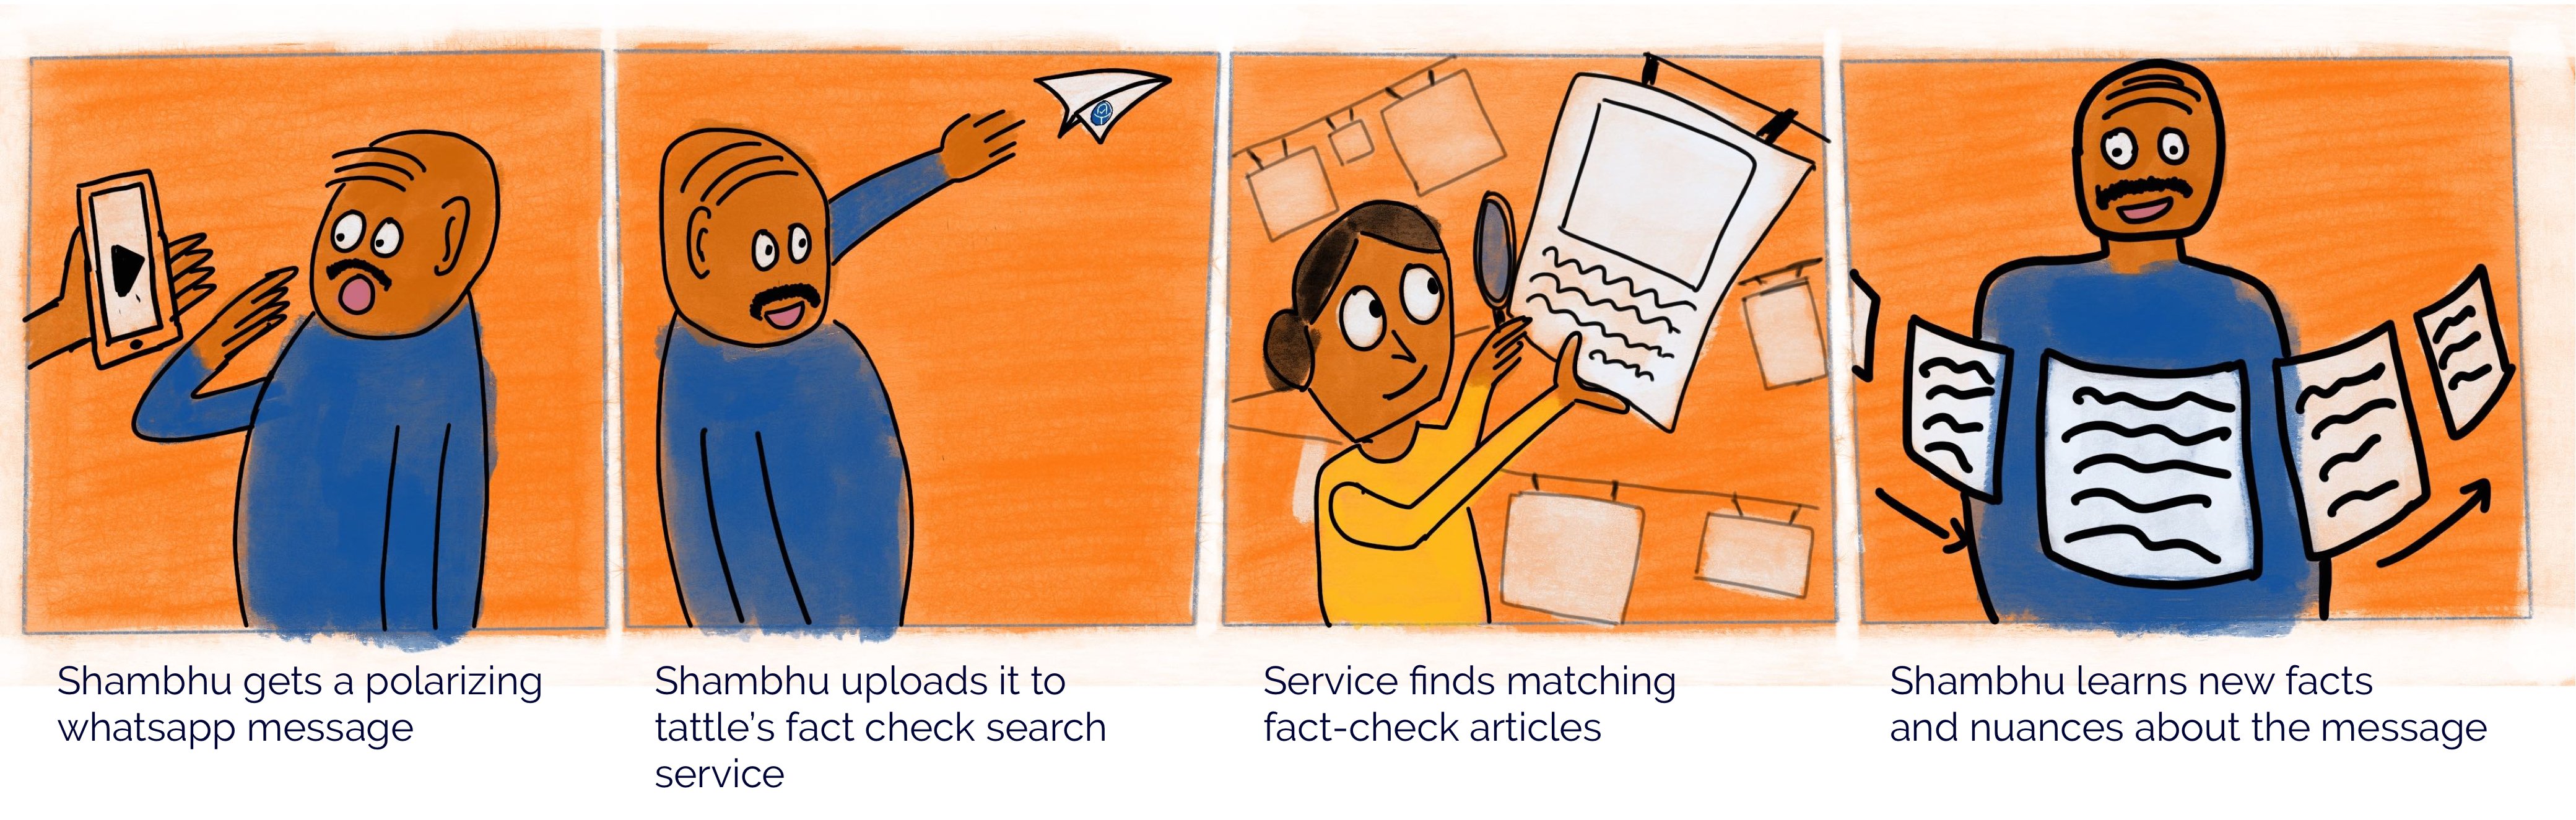 Shambhu gets a polarizing
whatsapp message
Shambhu uploads it to
tattle's fact check search
service
Service finds matching
fact-check articles
Shambhu learns new facts
and nuances about the message